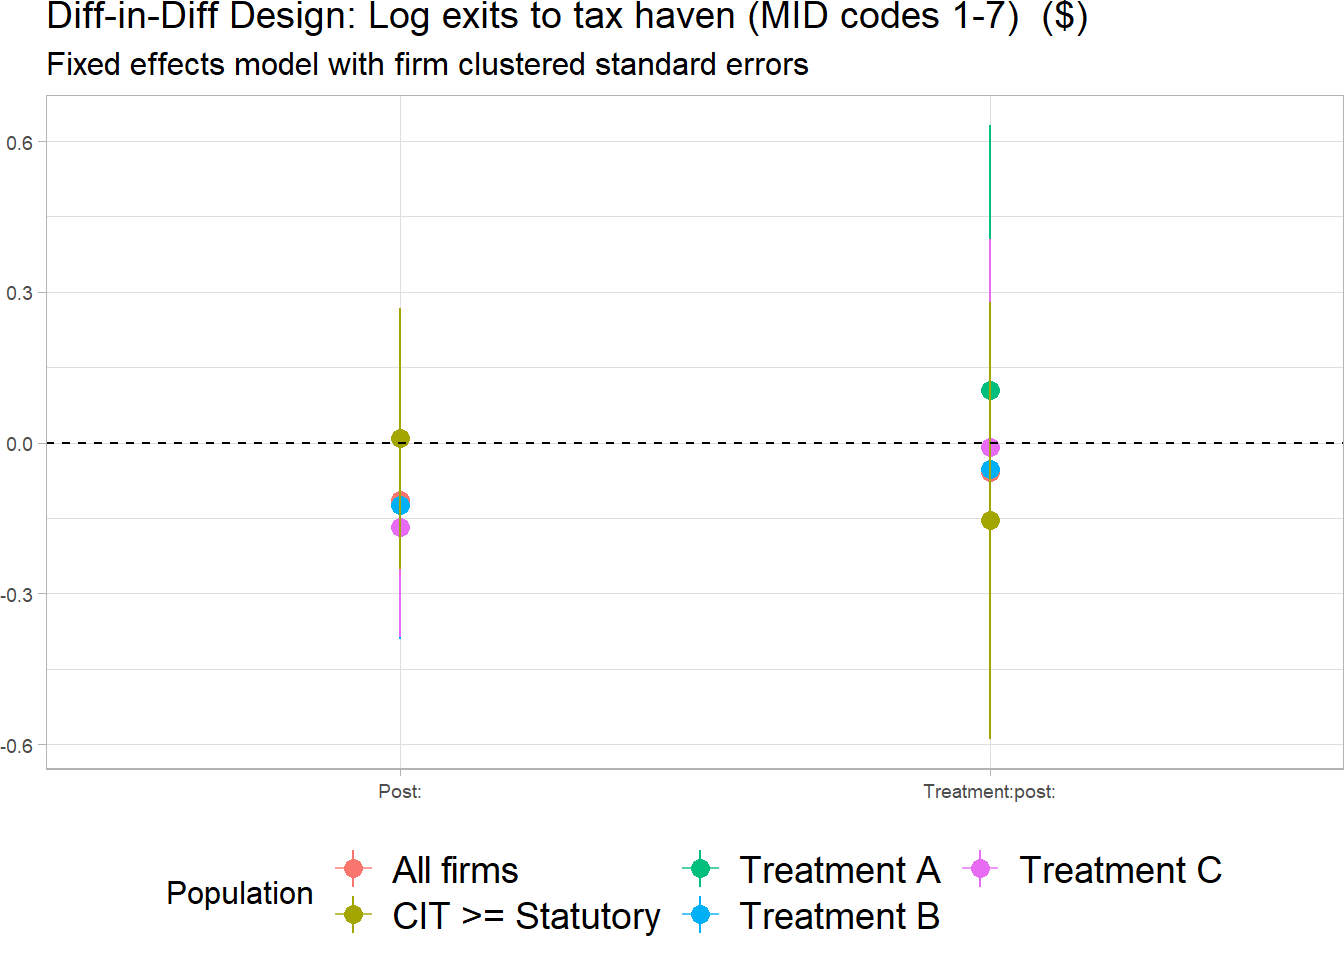 Diff-in-Diff Design: Log exits to tax haven (MID codes 1-7)  ($)
Fixed effects model with firm clustered standard errors
0.6
0.3
0.0
-0.3
-0.6
Post:
Treatment:post:
Population
All firms
Treatment A
Treatment C
CIT >= Statutory
Treatment B